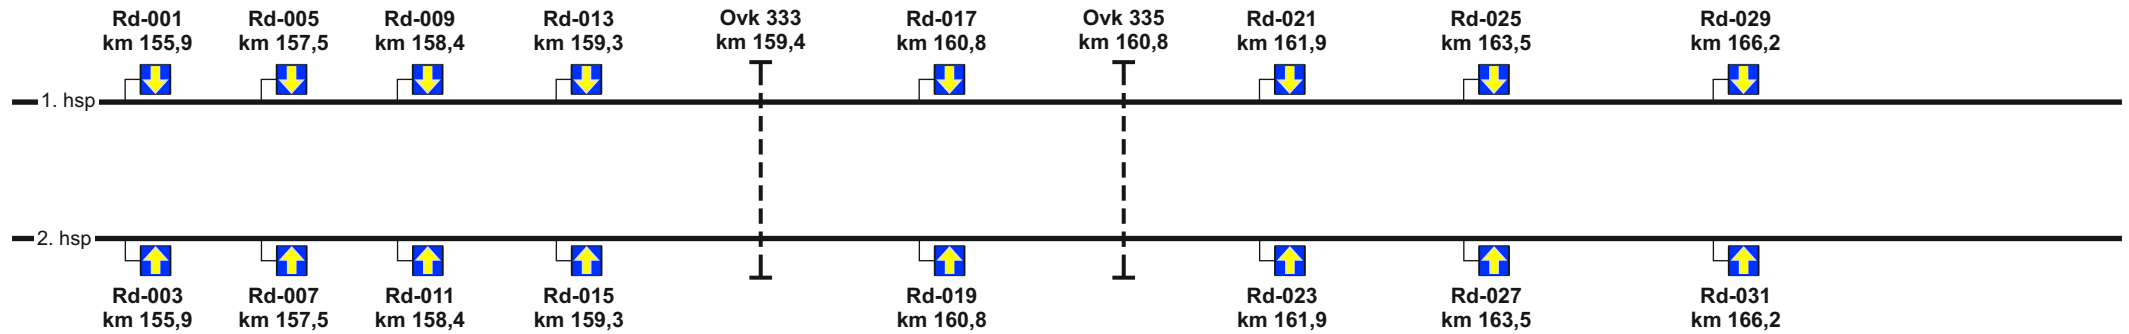 Rd-001
km 155,9
Rd-005
km 157,5
Rd-009
km 158,4
Rd-013
km 159,3
Ovk 333
km 159,4
Rd-017
km 160,8
Ovk 335
km 160,8
Rd-021
km 161,9
Rd-025
km 163,5
Rd-029
km 166,2
1. hsp
2. hsp
Rd-003
km 155,9
Rd-007
km 157,5
Rd-011
km 158,4
Rd-015
km 159,3
Rd-019
km 160,8
Rd-023
km 161,9
Rd-027
km 163,5
Rd-031
km 166,2